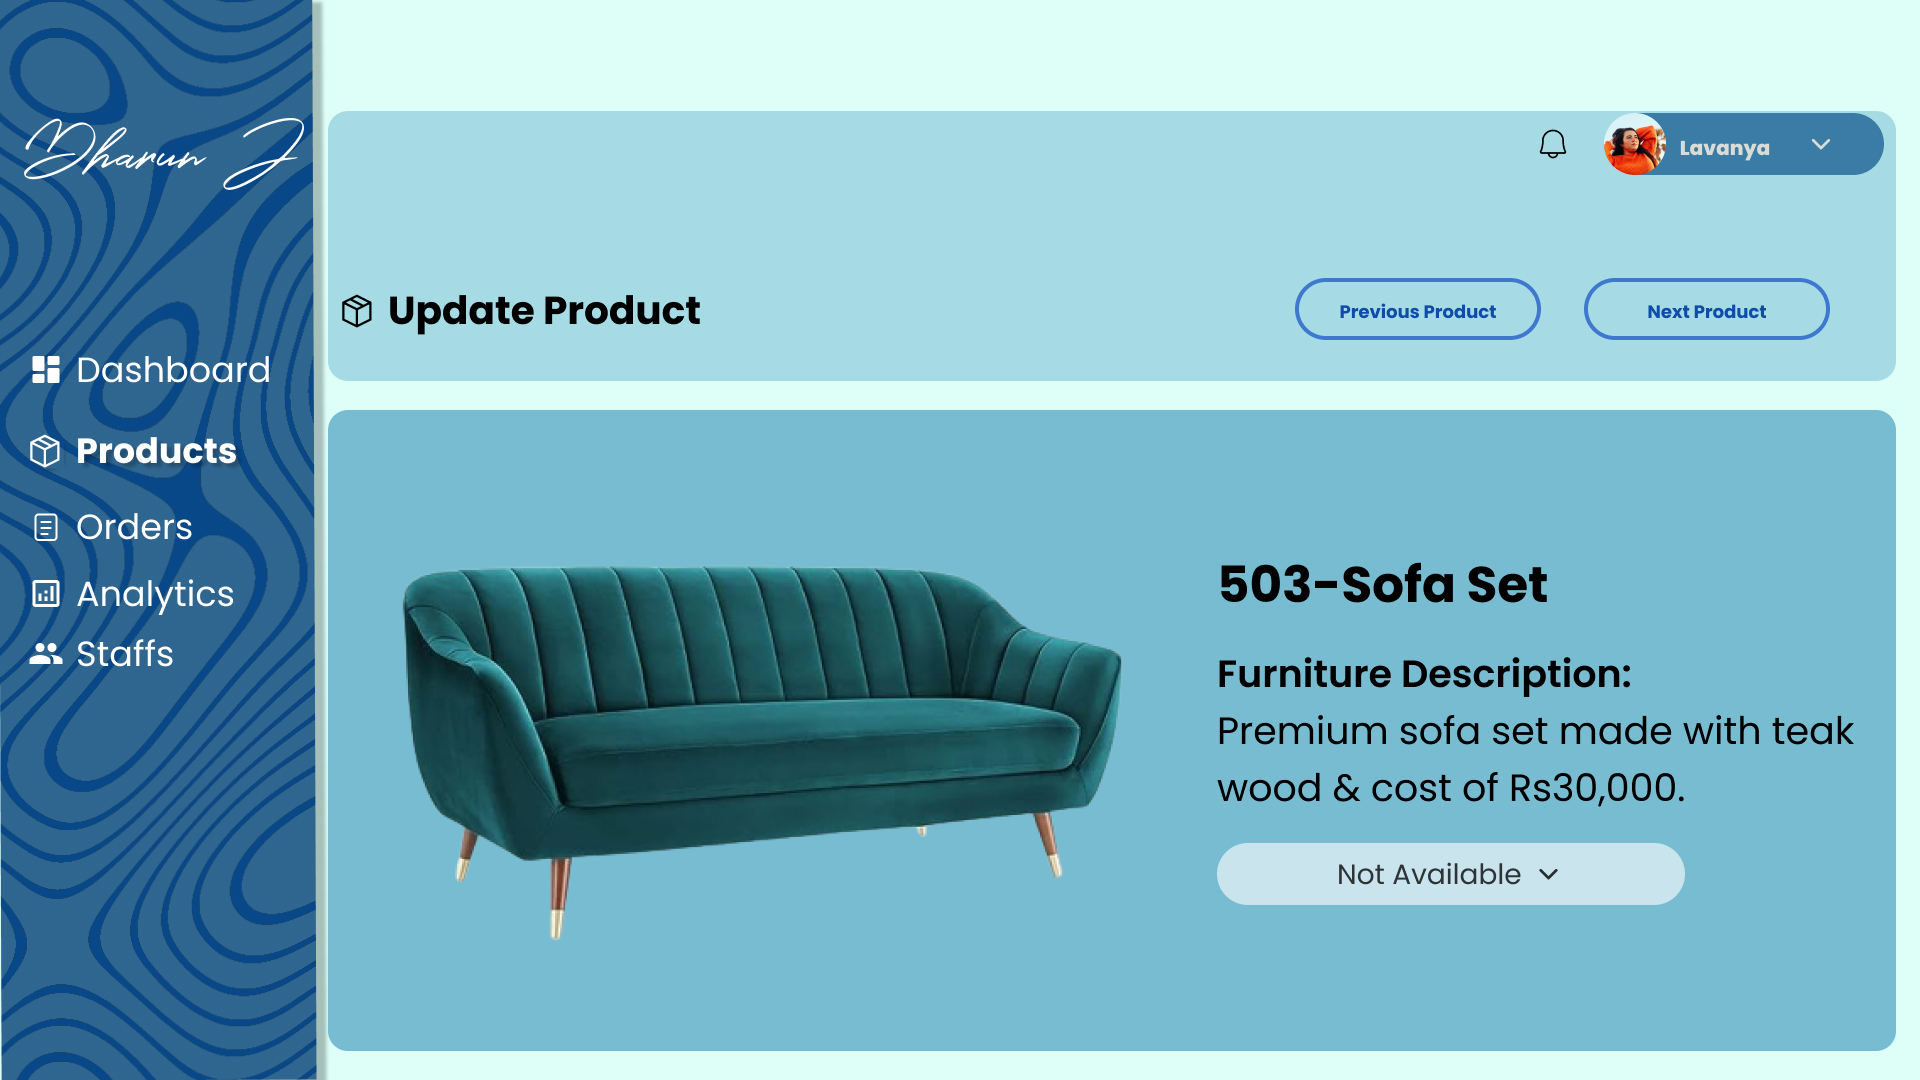 Dharun J
Dashboard
Products
Orders
Analytics
Staffs
Lavanya
Update Product
Previous Product
Next Product
503-Sofa Set
Furniture Description:
Premium sofa set made with teak
wood & cost of Rs30,000.
Not Available